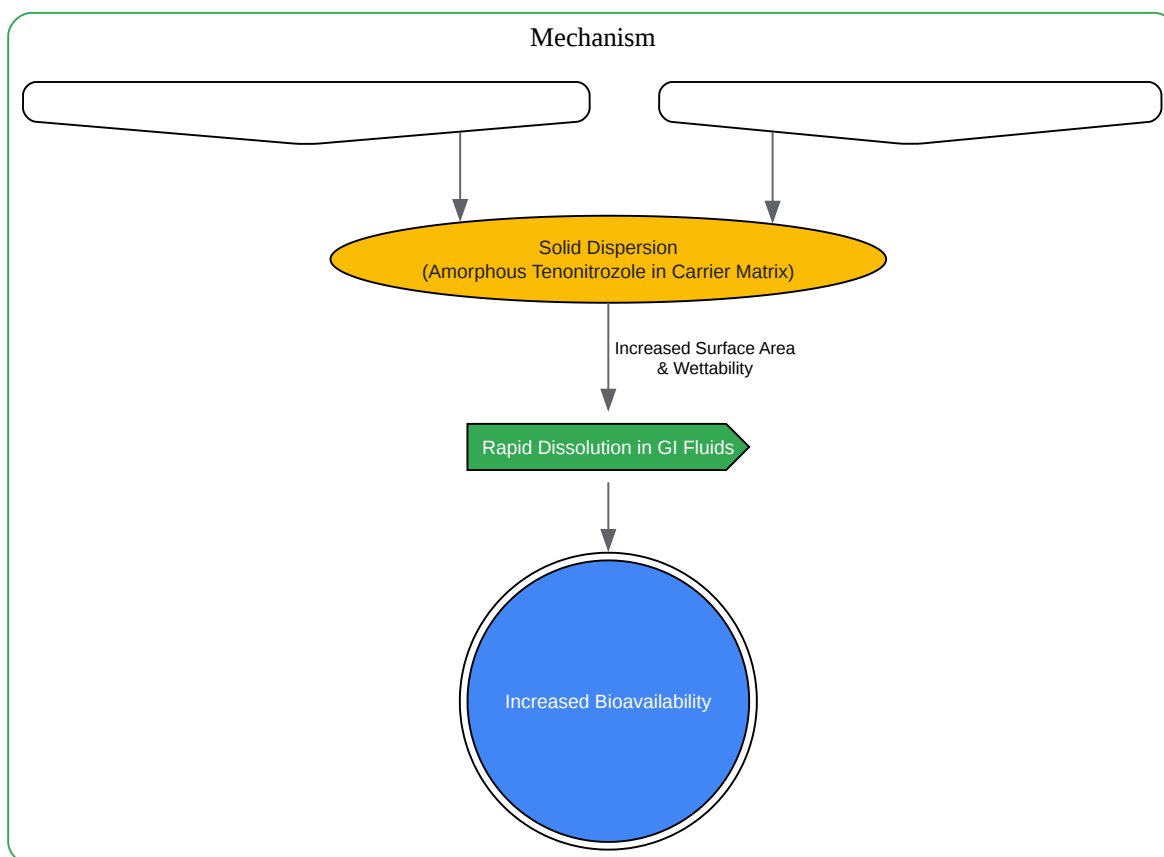 Mechanism
Solid Dispersion
(Amorphous Tenonitrozole in Carrier Matrix)
Increased Surface Area
& Wettability
Rapid Dissolution in GI Fluids
Increased Bioavailability